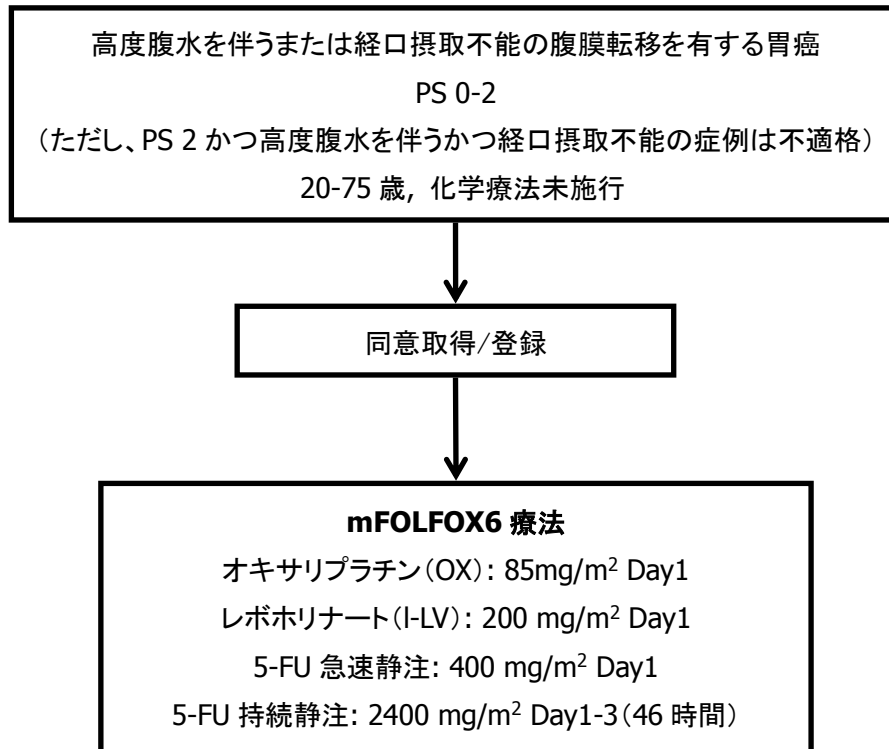 高度腹水を伴うまたは経口摂取不能の腹膜転移を有する胃癌
PS 0-2
（ただし、PS 2 かつ高度腹水を伴うかつ経口摂取不能の症例は不適格）
20-75 歳, 化学療法未施行
同意取得/登録
mFOLFOX6 療法
オキサリプラチン（OX）: 85mg/m² Day1
レボホリナート（l-LV）: 200 mg/m² Day1
5-FU 急速静注: 400 mg/m² Day1
5-FU 持続静注: 2400 mg/m² Day1-3（46 時間）